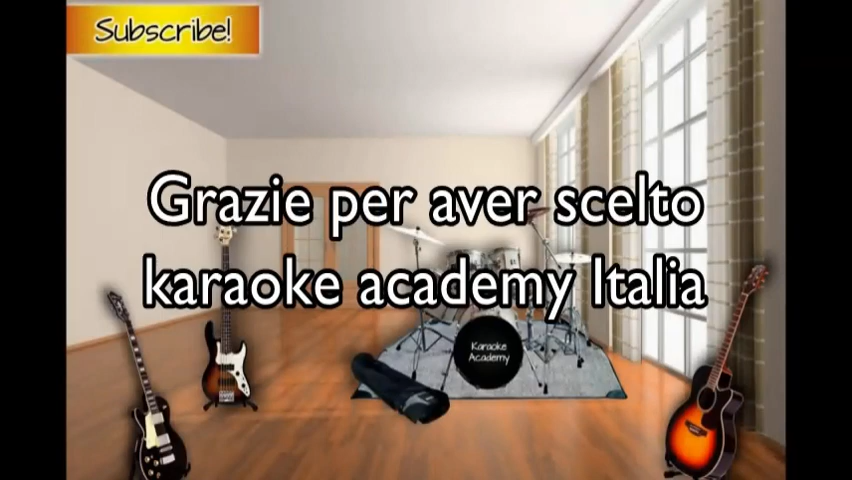 Subscribe!
Grazie per aver scelto
karaoke academy Italia
Karaoke
Academy